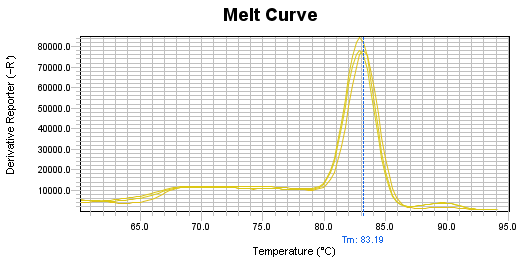 Melt Curve
Derivative Reporter (-R')
80000.0
70000.0
60000.0
50000.0
40000.0
30000.0
20000.0
10000.0
65.0 70.0 75.0 80.0 85.0 90.0 95.0
Tm: 83.19
Temperature (°C)